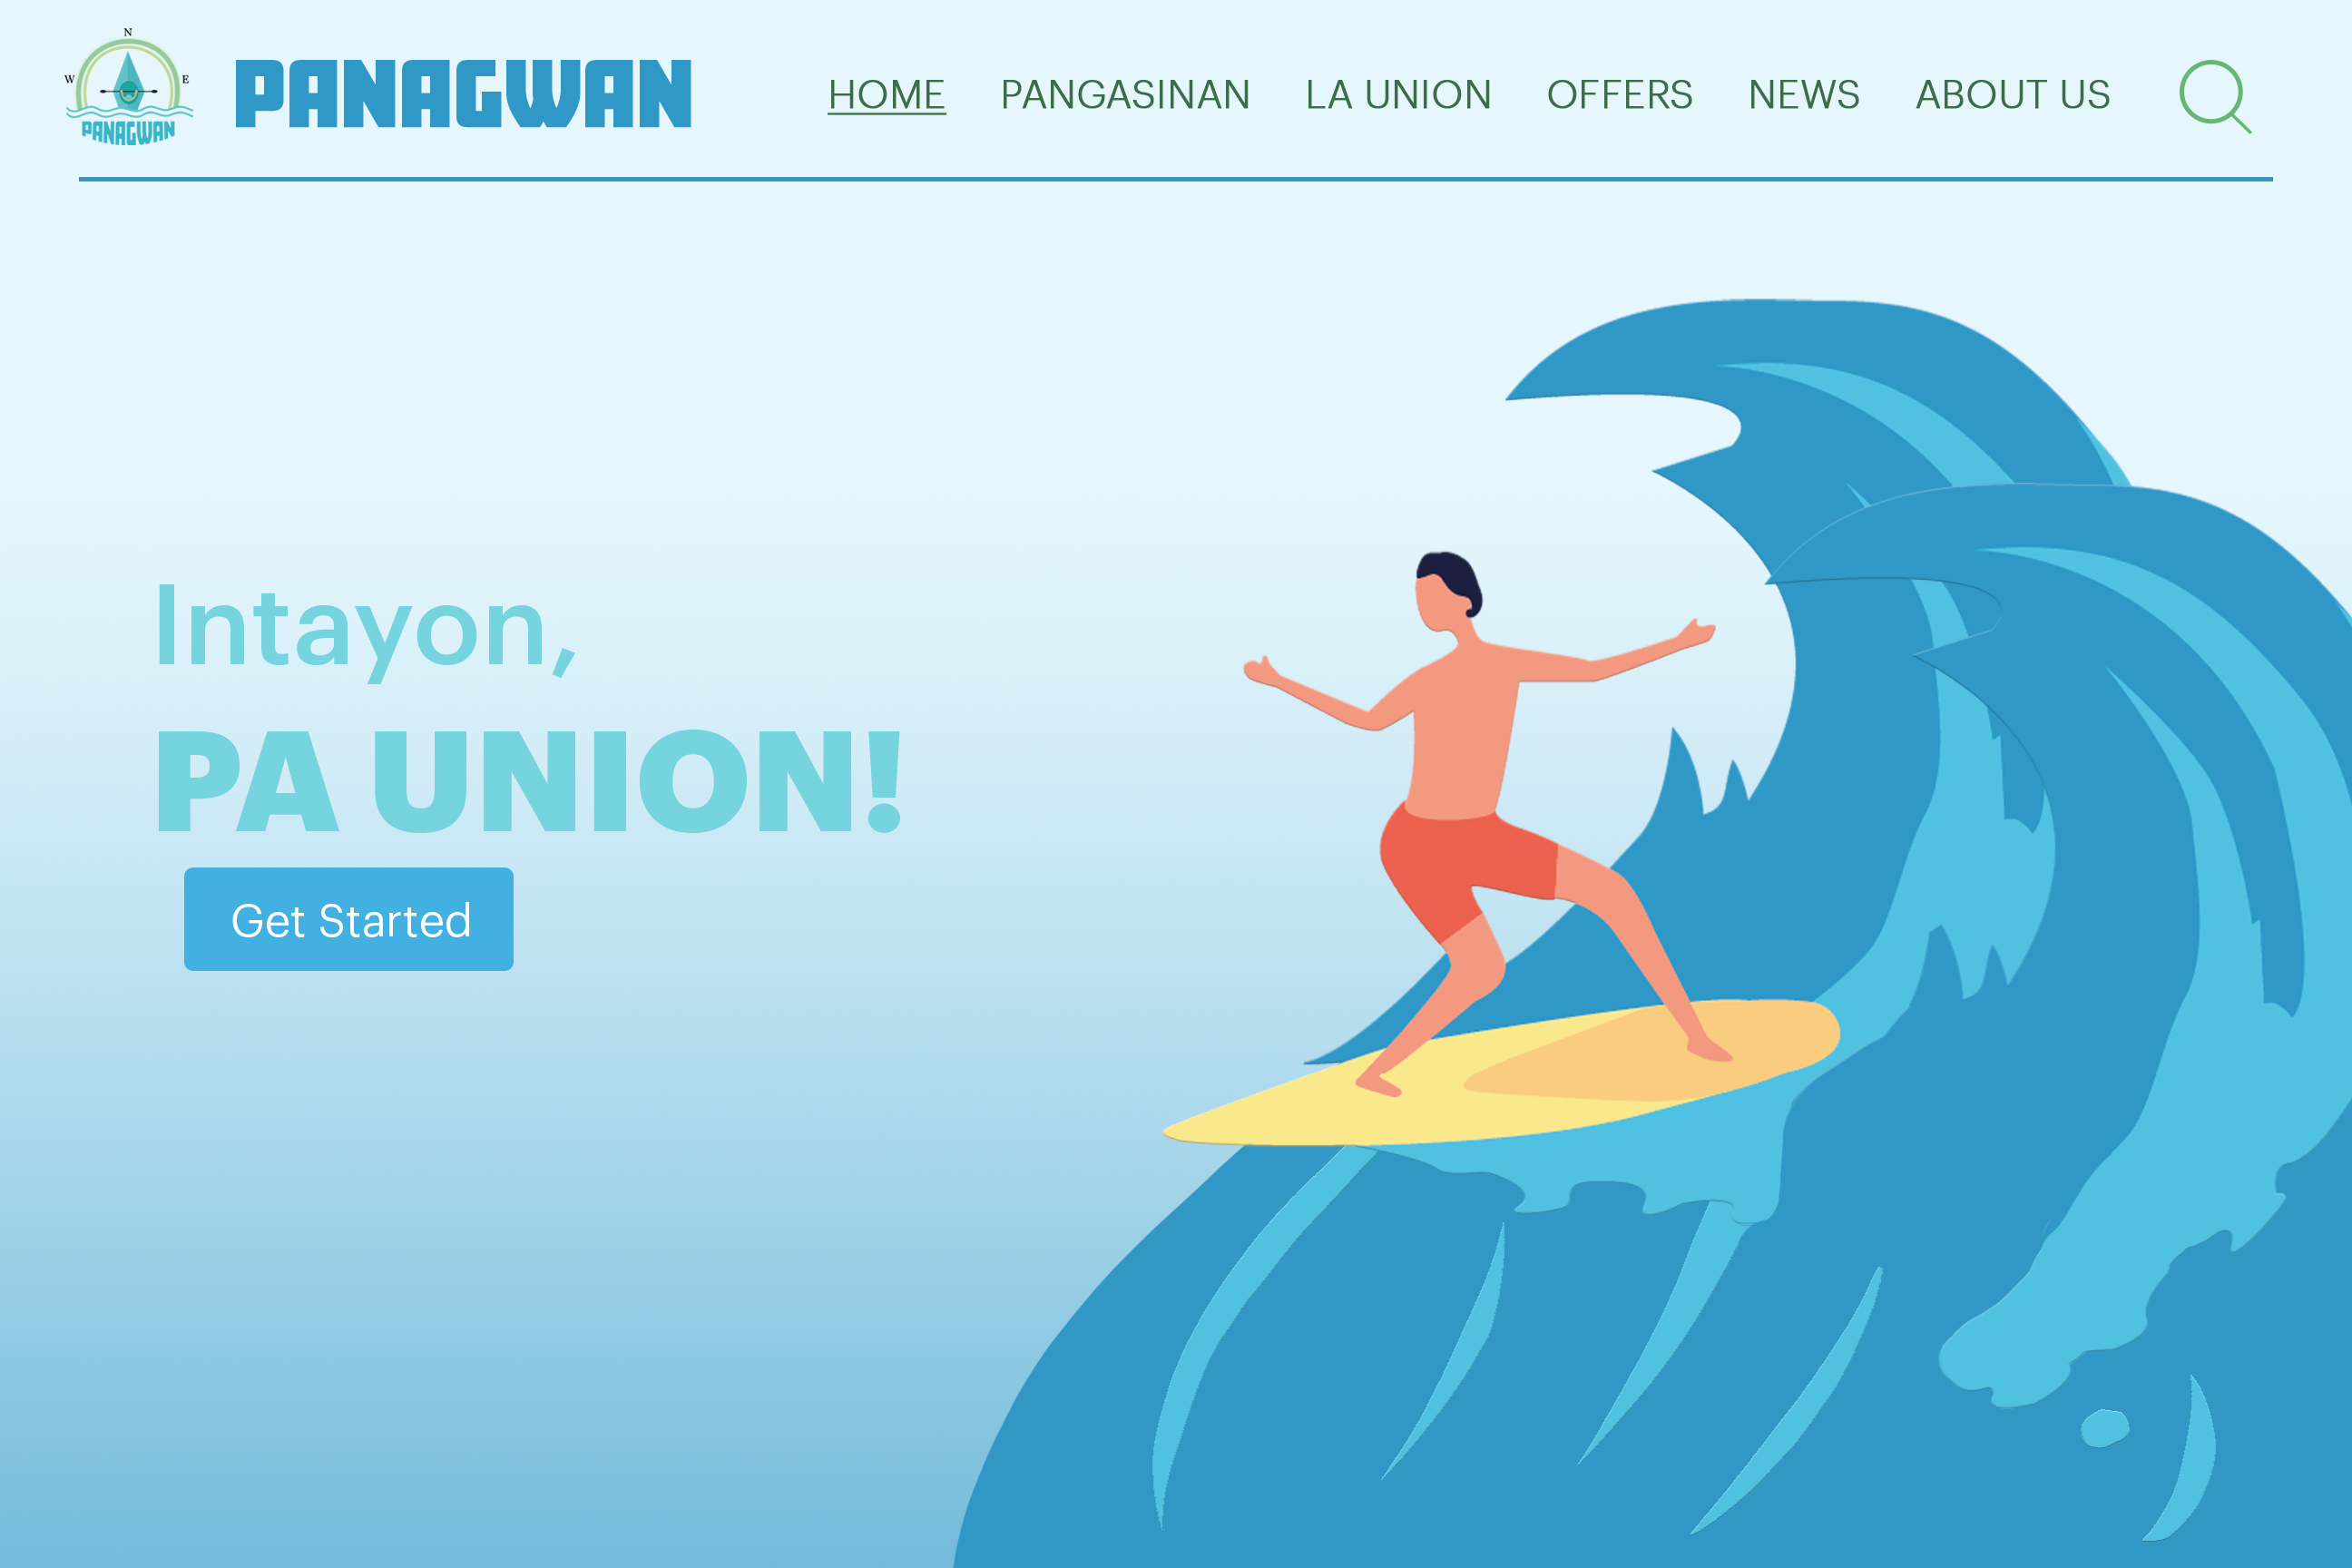 N
W E
PANAGWAN
PANAGWAN
HOME PANGASINAN LA UNION OFFERS NEWS ABOUT US
Intayon,
PA UNION!
Get Started